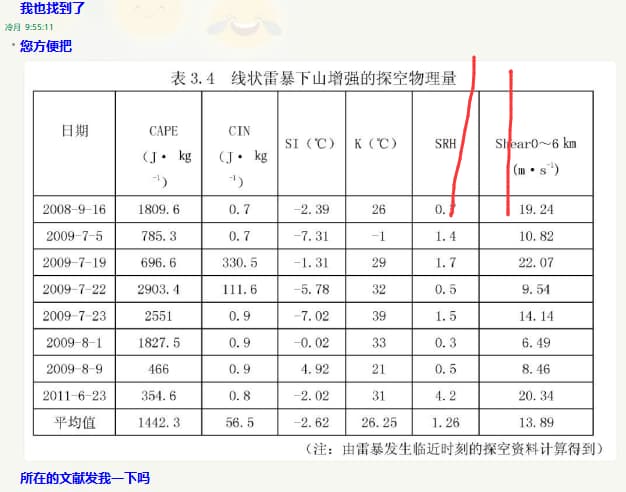 我也找到了
冷月 9:55:11
您方便把
表 3.4 线状雷暴下山增强的探空物理量
日期 CAPE (J· kg -1) CIN (J· kg -1) SI(℃) K(℃) SRH Shear0～6 km (m·s-1)
2008-9-16 1809.6 0.7 -2.39 26 0. 19.24
2009-7-5 785.3 0.7 -7.31 -1 1.4 10.82
2009-7-19 696.6 330.5 -1.31 29 1.7 22.07
2009-7-22 2903.4 111.6 -5.78 32 0.5 9.54
2009-7-23 2551 0.9 -7.02 39 1.5 14.14
2009-8-1 1827.5 0.9 -0.02 33 0.3 6.49
2009-8-9 466 0.9 4.92 21 0.5 8.46
2011-6-23 354.6 0.8 -2.02 31 4.2 20.34
平均值 1442.3 56.5 -2.62 26.25 1.26 13.89
(注：由雷暴发生临近时刻的探空资料计算得到)
所在的文献发我一下吗